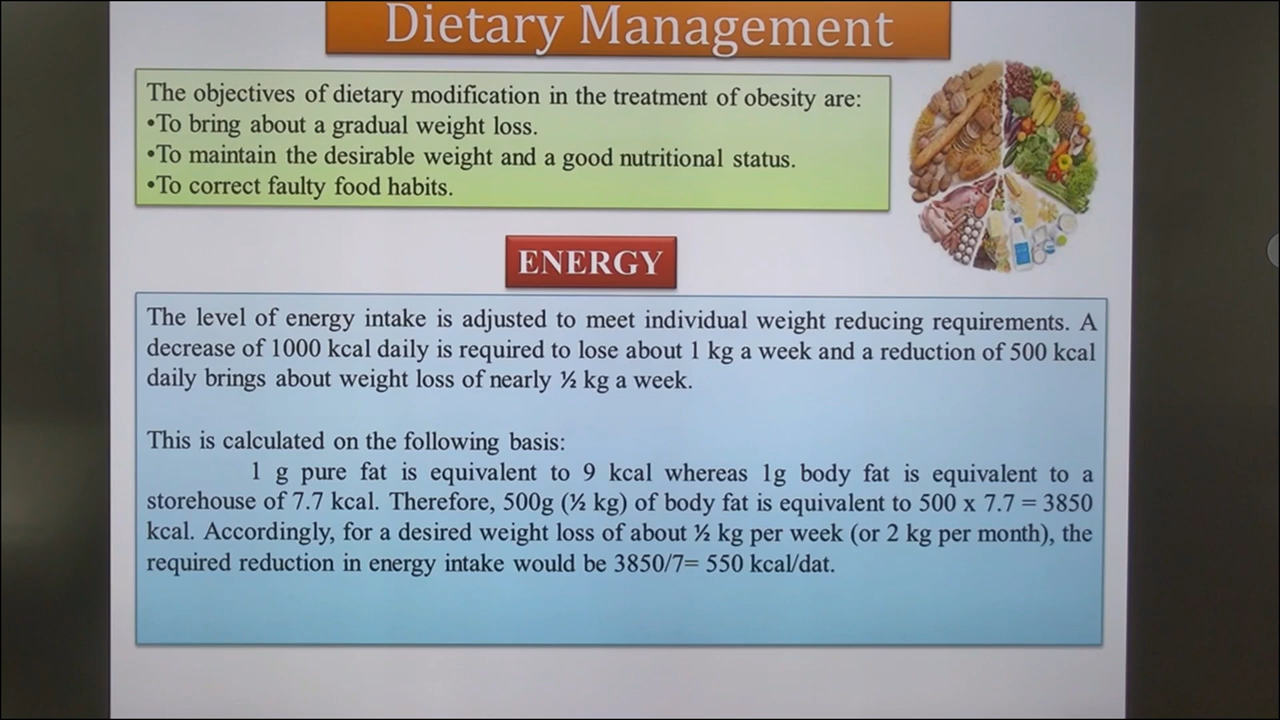 Dietary Management
The objectives of dietary modification in the treatment of obesity are:
•To bring about a gradual weight loss.
•To maintain the desirable weight and a good nutritional status.
•To correct faulty food habits.
ENERGY
The level of energy intake is adjusted to meet individual weight reducing requirements. A
decrease of 1000 kcal daily is required to lose about 1 kg a week and a reduction of 500 kcal
daily brings about weight loss of nearly ½ kg a week.
This is calculated on the following basis:
1 g pure fat is equivalent to 9 kcal whereas 1g body fat is equivalent to a
storehouse of 7.7 kcal. Therefore, 500g (½ kg) of body fat is equivalent to 500 x 7.7 = 3850
kcal. Accordingly, for a desired weight loss of about ½ kg per week (or 2 kg per month), the
required reduction in energy intake would be 3850/7= 550 kcal/dat.